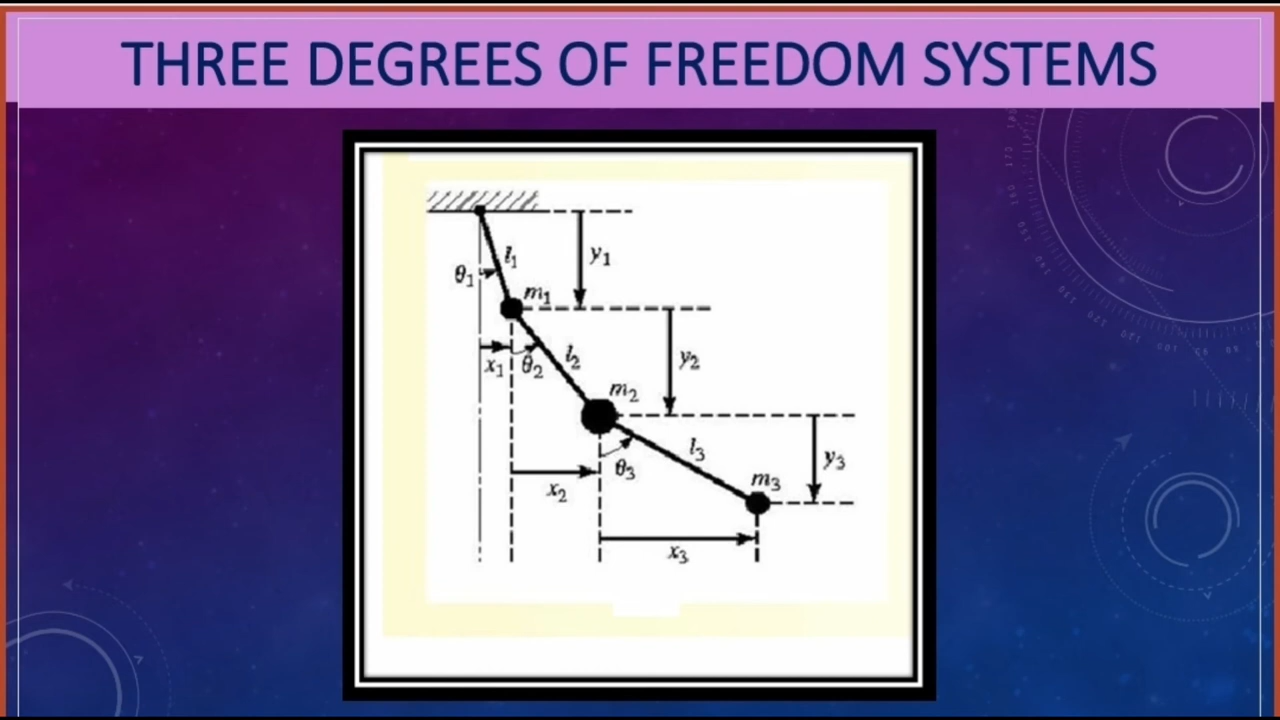 THREE DEGREES OF FREEDOM SYSTEMS
l₁
y₁
θ₁
m₁
x₁
θ₂
l₂
y₂
m₂
l₃
y₃
θ₃
m₃
x₂
x₃